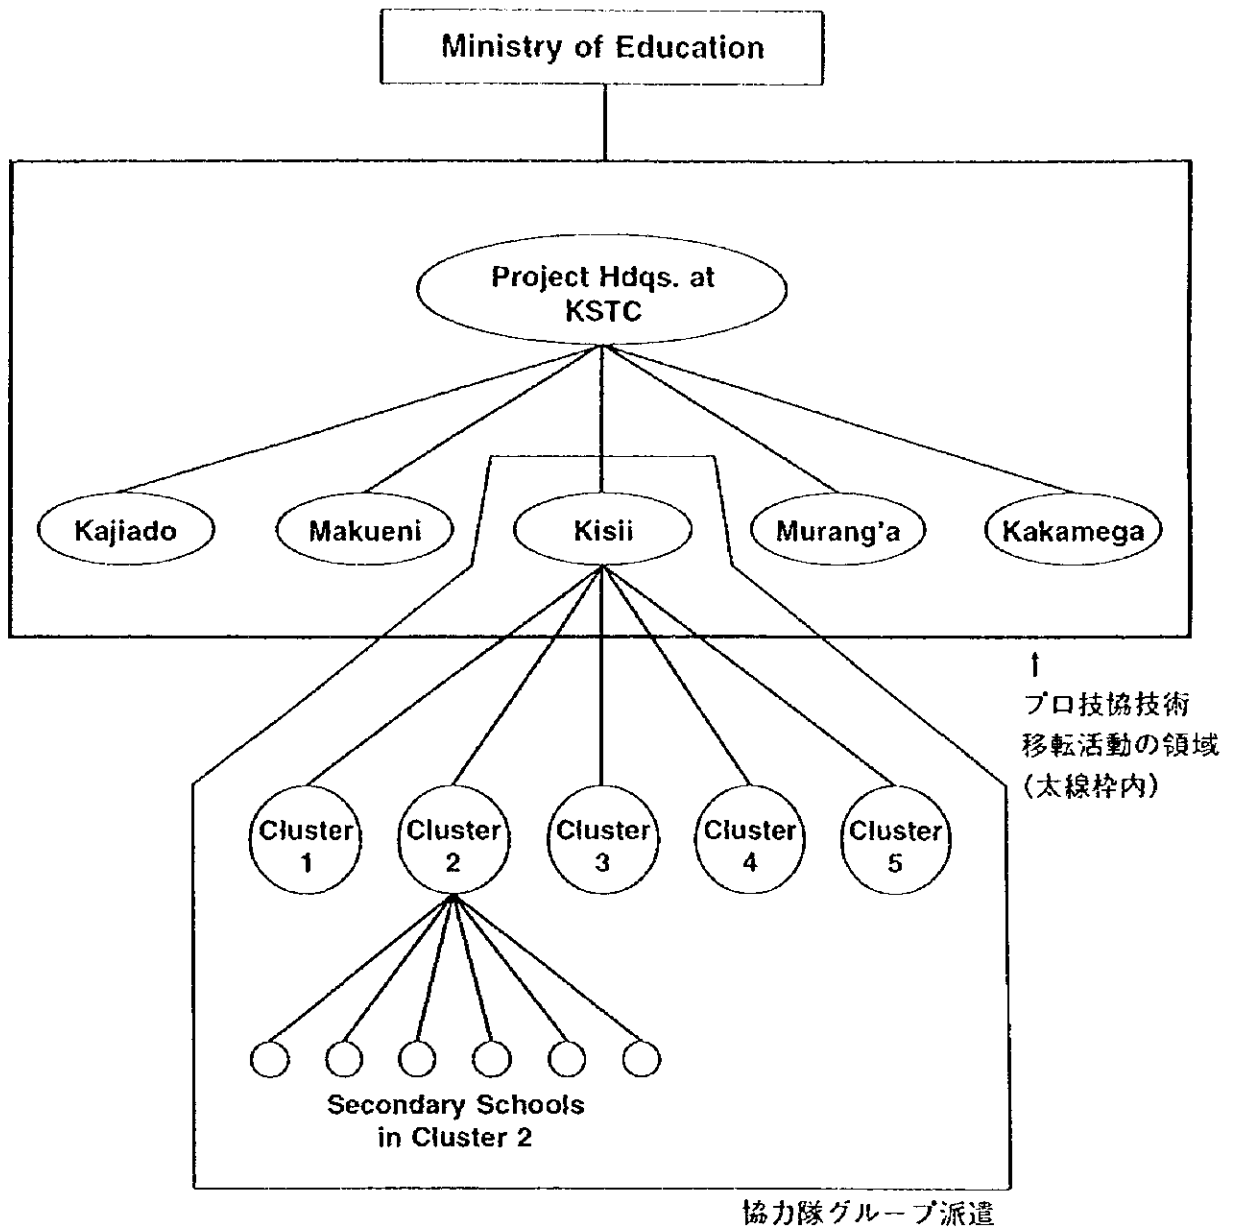 Ministry of Education
Project Hdqs. at
KSTC
Kajiado
Makueni
Kisii
Murang'a
Kakamega
↑
プロ技協技術
移転活動の領域
(太線枠内)
Cluster
1
Cluster
2
Cluster
3
Cluster
4
Cluster
5
Secondary Schools
in Cluster 2
協力隊グループ派遣